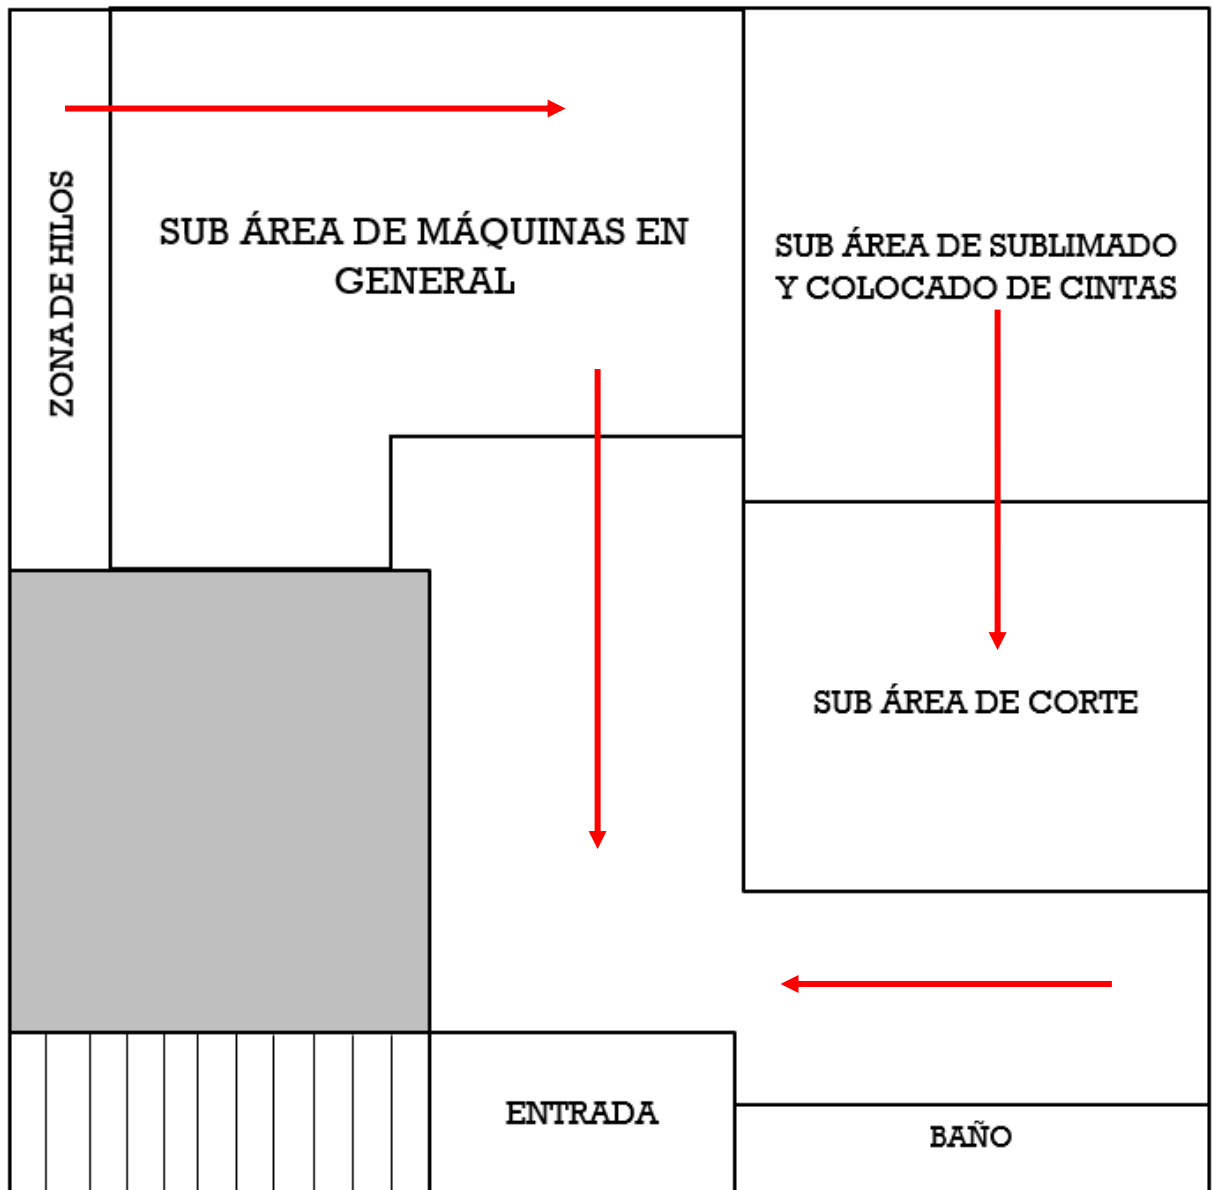 ZONA DE HILOS
SUB ÁREA DE MÁQUINAS EN
GENERAL
SUB ÁREA DE SUBLIMADO
Y COLOCADO DE CINTAS
SUB ÁREA DE CORTE
ENTRADA
BAÑO